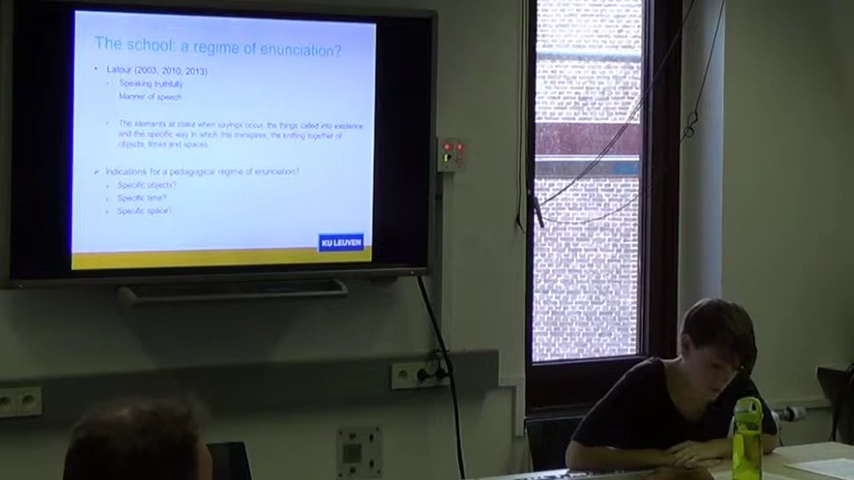 The school: a regime of enunciation?
• Latour (2003, 2010, 2013)
- Speaking truthfully
Manner of speech
- The elements at stake when sayings occur, the things called into existence
and the specific way in which this transpires, the knitting together of
objects, times and spaces.
✓ Indications for a pedagogical regime of enunciation?
Specific objects?
Specific time?
Specific space?
KU LEUVEN